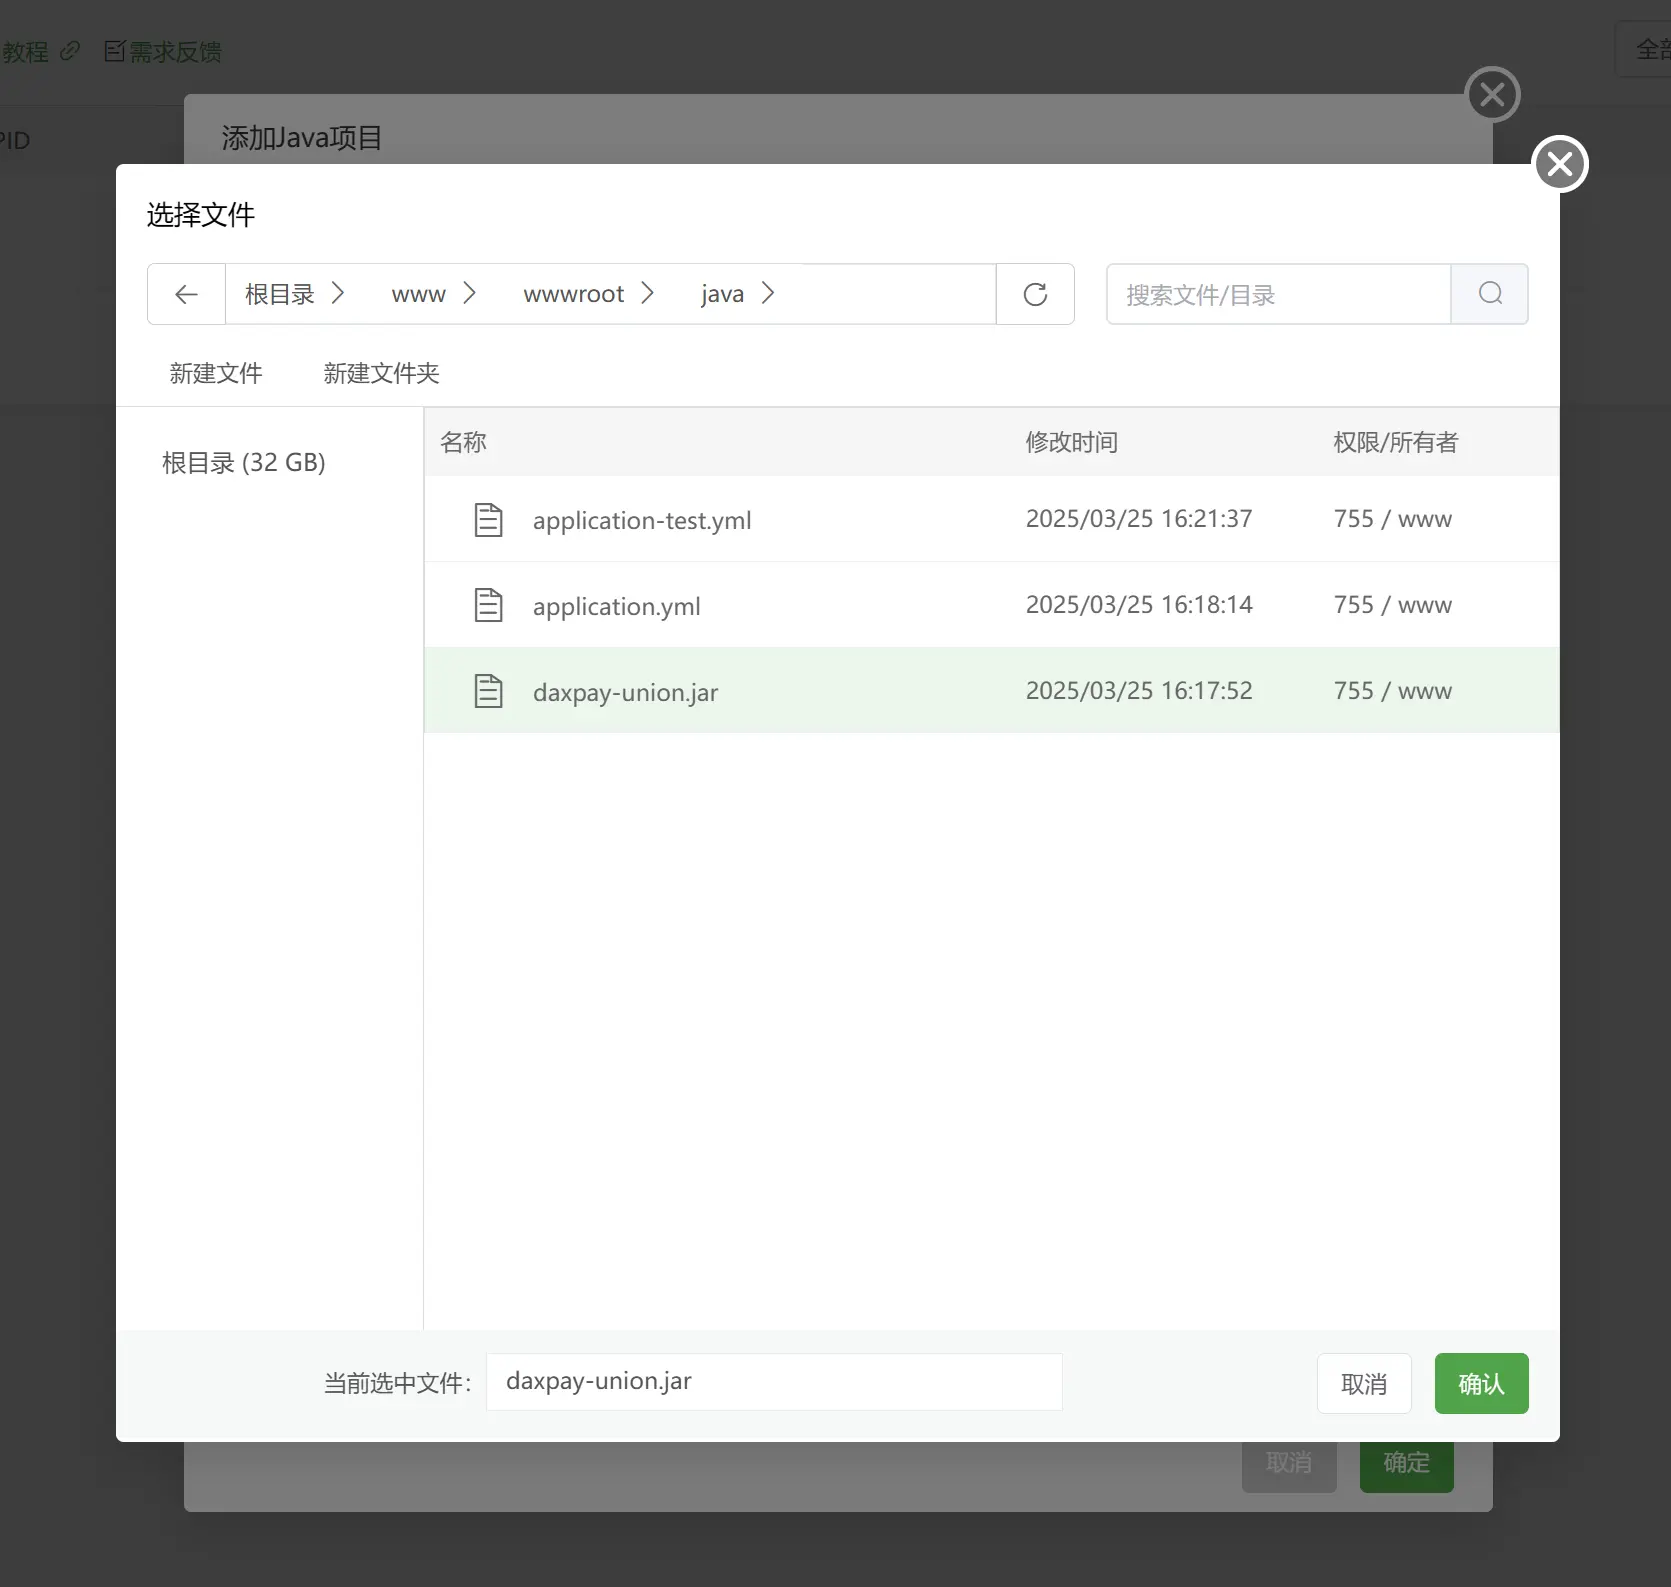 教程 需求反馈
全部
PID
添加Java项目
选择文件
根目录 www wwwroot java
搜索文件/目录
新建文件 新建文件夹
根目录 (32 GB)
名称 修改时间 权限/所有者
application-test.yml 2025/03/25 16:21:37 755 / www
application.yml 2025/03/25 16:18:14 755 / www
daxpay-union.jar 2025/03/25 16:17:52 755 / www
当前选中文件: daxpay-union.jar 取消 确认
取消 确定